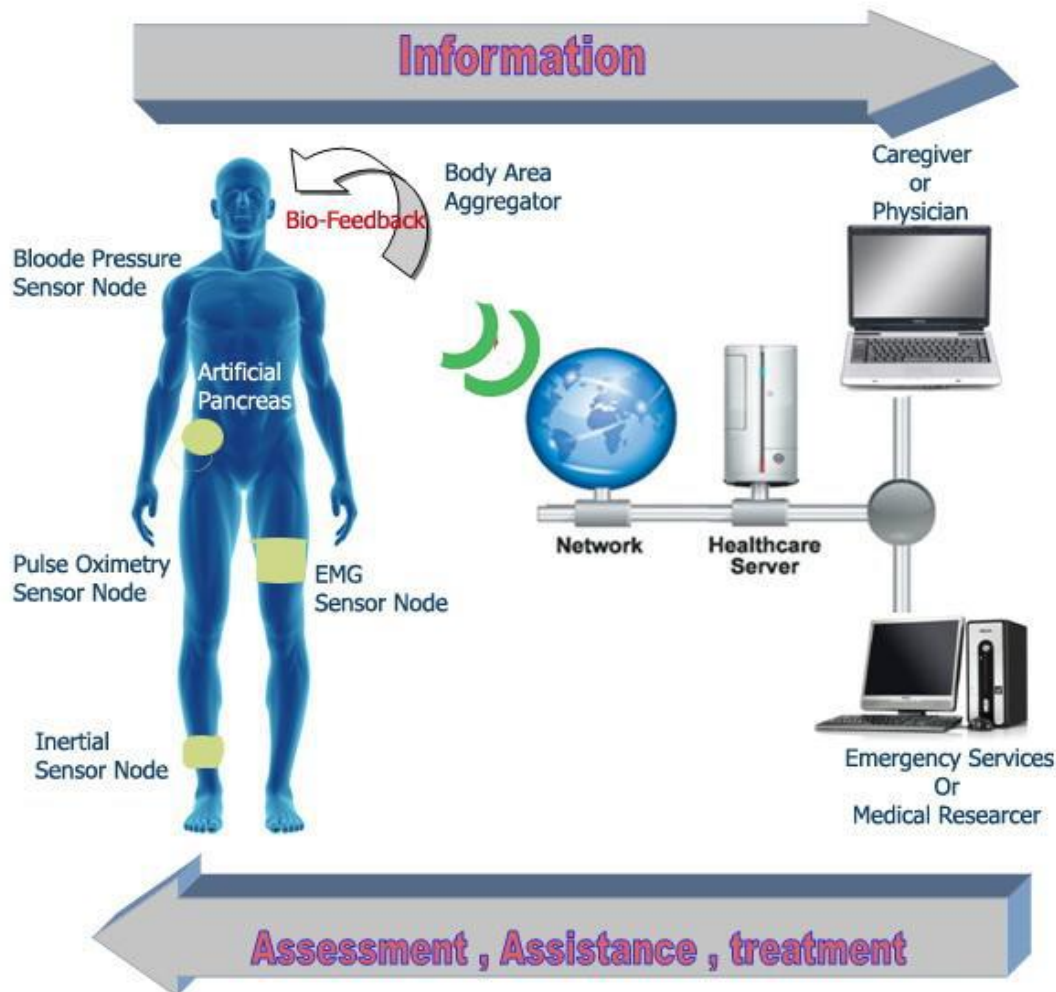 Information
Caregiver
or
Physician
Body Area
Aggregator
Bio-Feedback
Bloode Pressure
Sensor Node
Artificial
Pancreas
Network
Healthcare
Server
Pulse Oximetry
Sensor Node
EMG
Sensor Node
Inertial
Sensor Node
Emergency Services
Or
Medical Researcer
Assessment , Assistance , treatment